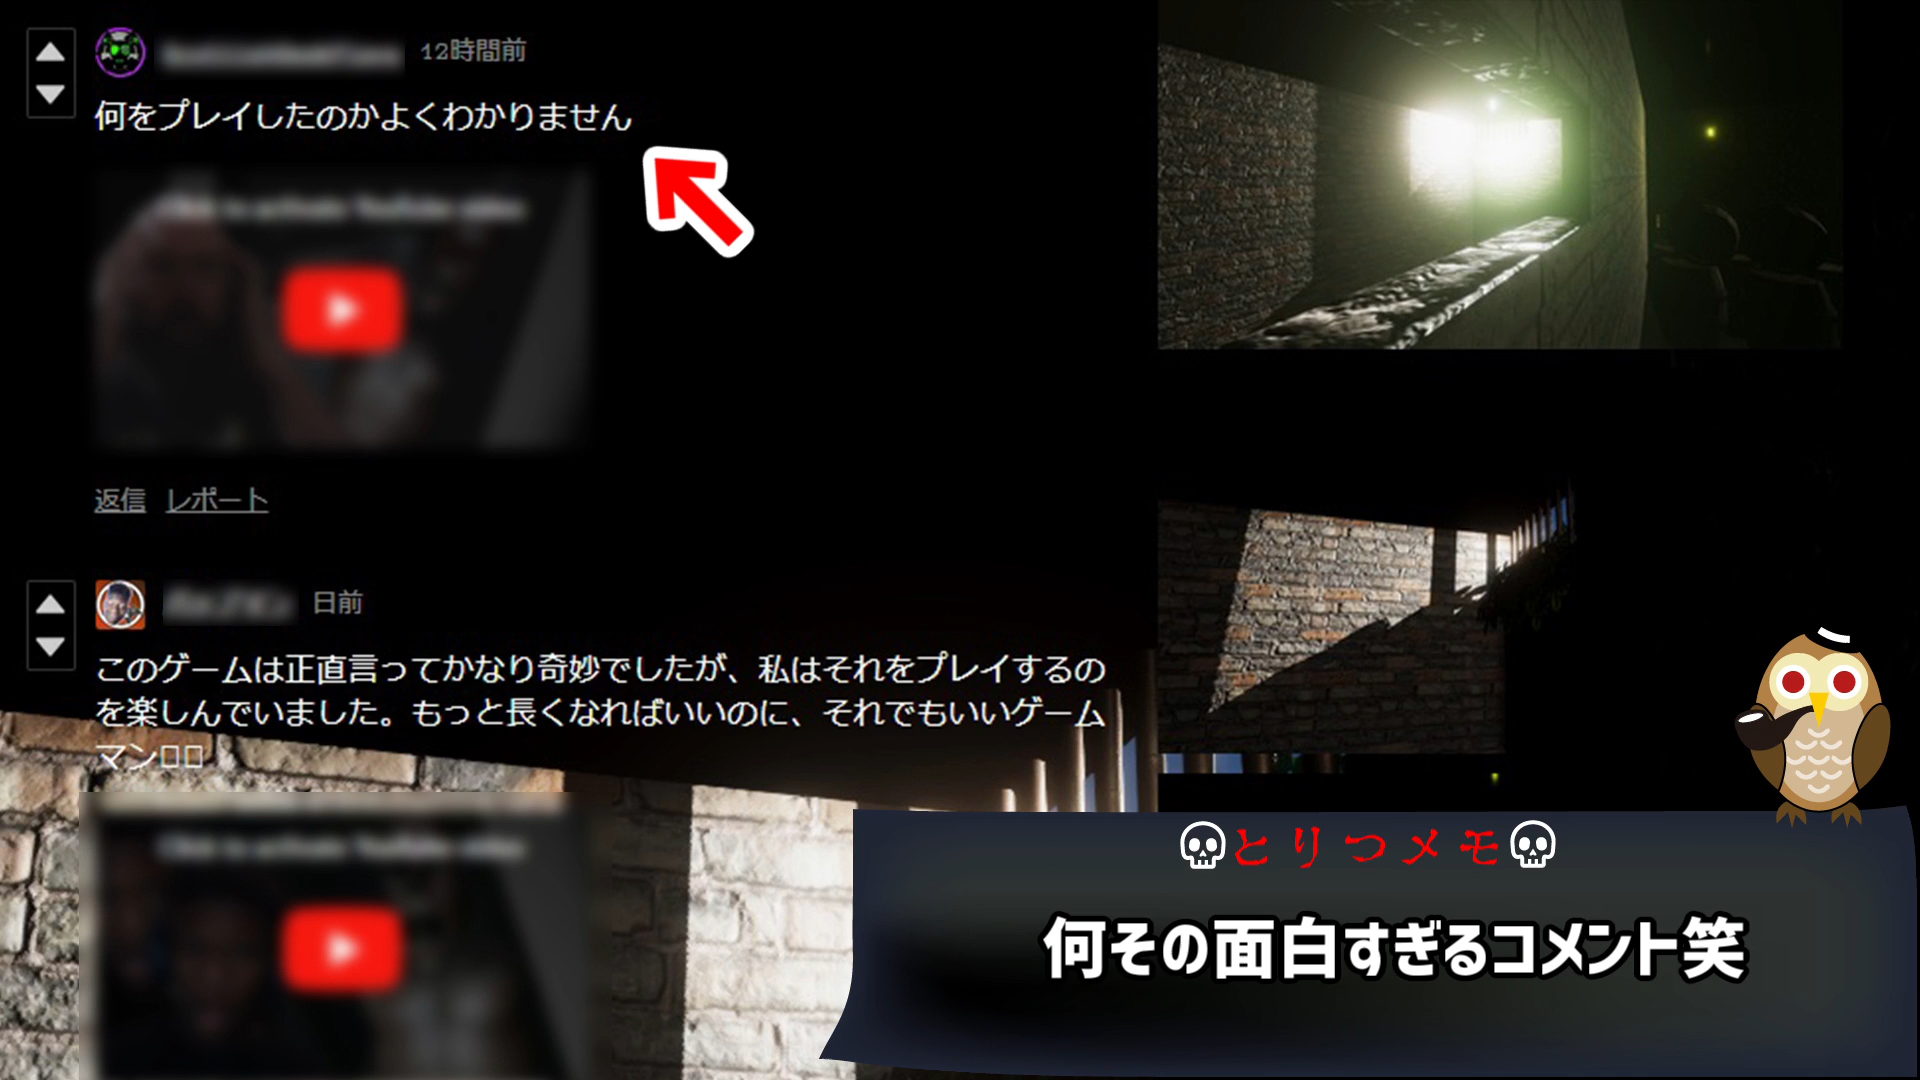 12時間前
何をプレイしたのかよくわかりません
返信 レポート
日前
このゲームは正直言ってかなり奇妙でしたが、私はそれをプレイするの
を楽しんでいました。もっと長くなればいいのに、それでもいいゲーム
マン
とりつメモ
何その面白すぎるコメント笑